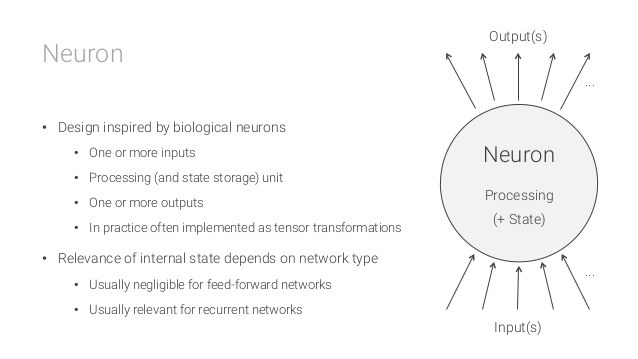 Neuron
• Design inspired by biological neurons
• One or more inputs
• Processing (and state storage) unit
• One or more outputs
• In practice often implemented as tensor transformations
• Relevance of internal state depends on network type
• Usually negligible for feed-forward networks
• Usually relevant for recurrent networks
Output(s)
...
Neuron
Processing
(+ State)
...
Input(s)